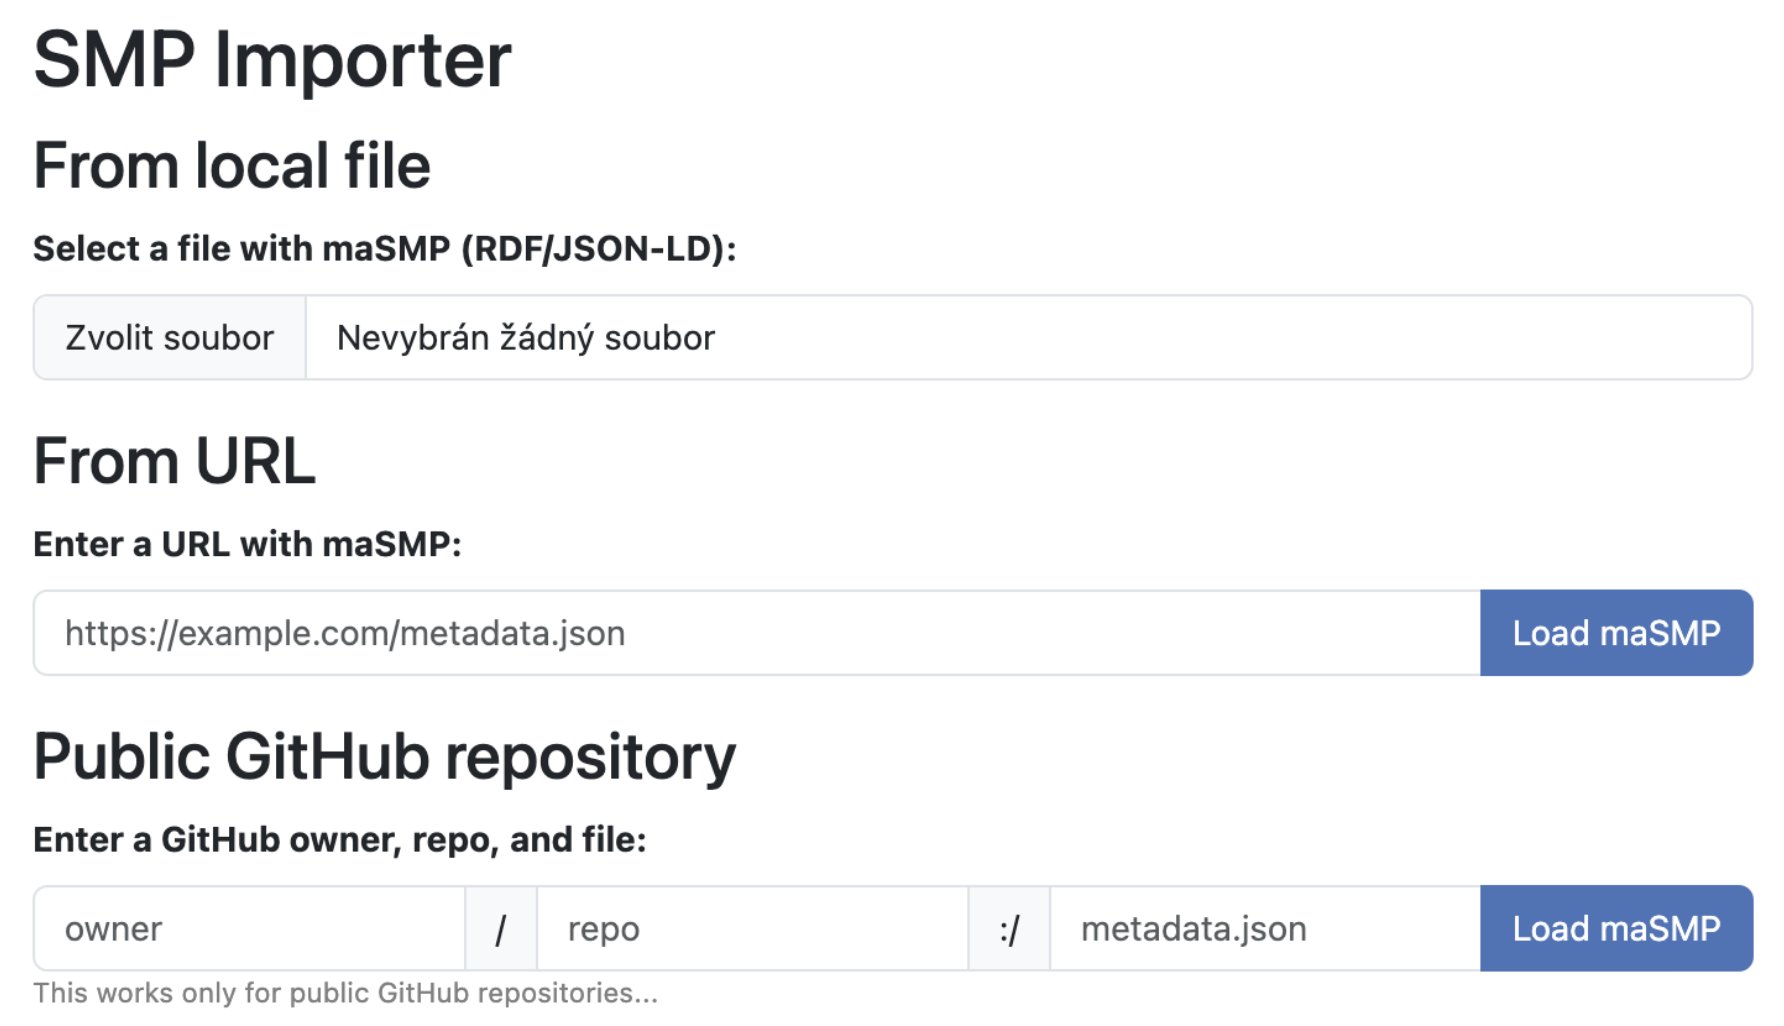 SMP Importer
From local file
Select a file with maSMP (RDF/JSON-LD):
Zvolit soubor Nevybrán žádný soubor
From URL
Enter a URL with maSMP:
https://example.com/metadata.json Load maSMP
Public GitHub repository
Enter a GitHub owner, repo, and file:
owner / repo :/ metadata.json Load maSMP
This works only for public GitHub repositories...